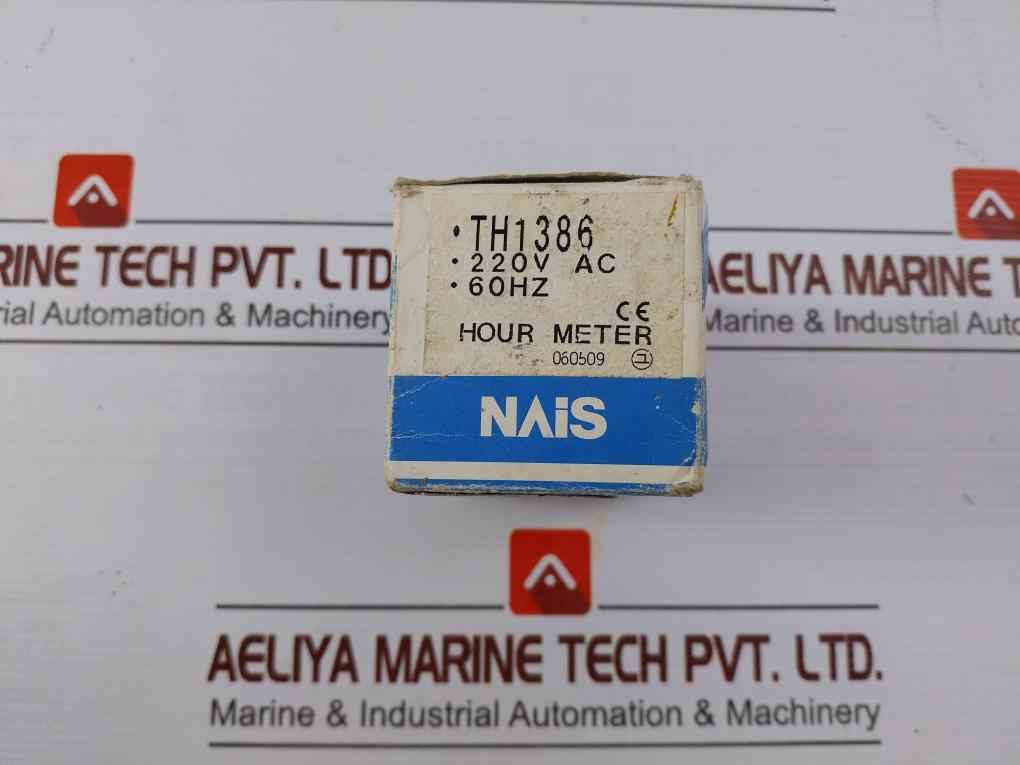 RINE TECH PVT. LTD
rial Automation & Machinery
AELIYA MARINE
Marine & Industrial Auto
• TH1386
• 220V AC
• 60HZ
CE
HOUR METER
060509
NAiS
AELIYA MARINE TECH PVT. LTD.
Marine & Industrial Automation & Machinery